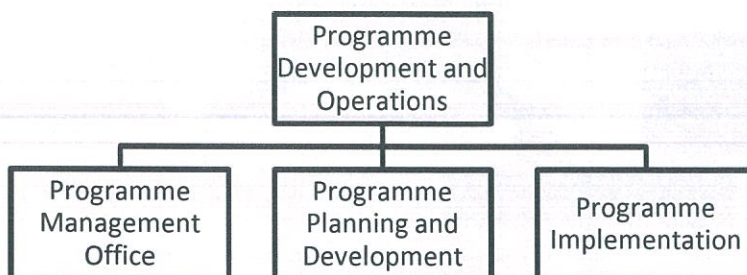 Programme
Development and
Operations
Programme
Management
Office
Programme
Planning and
Development
Programme
Implementation